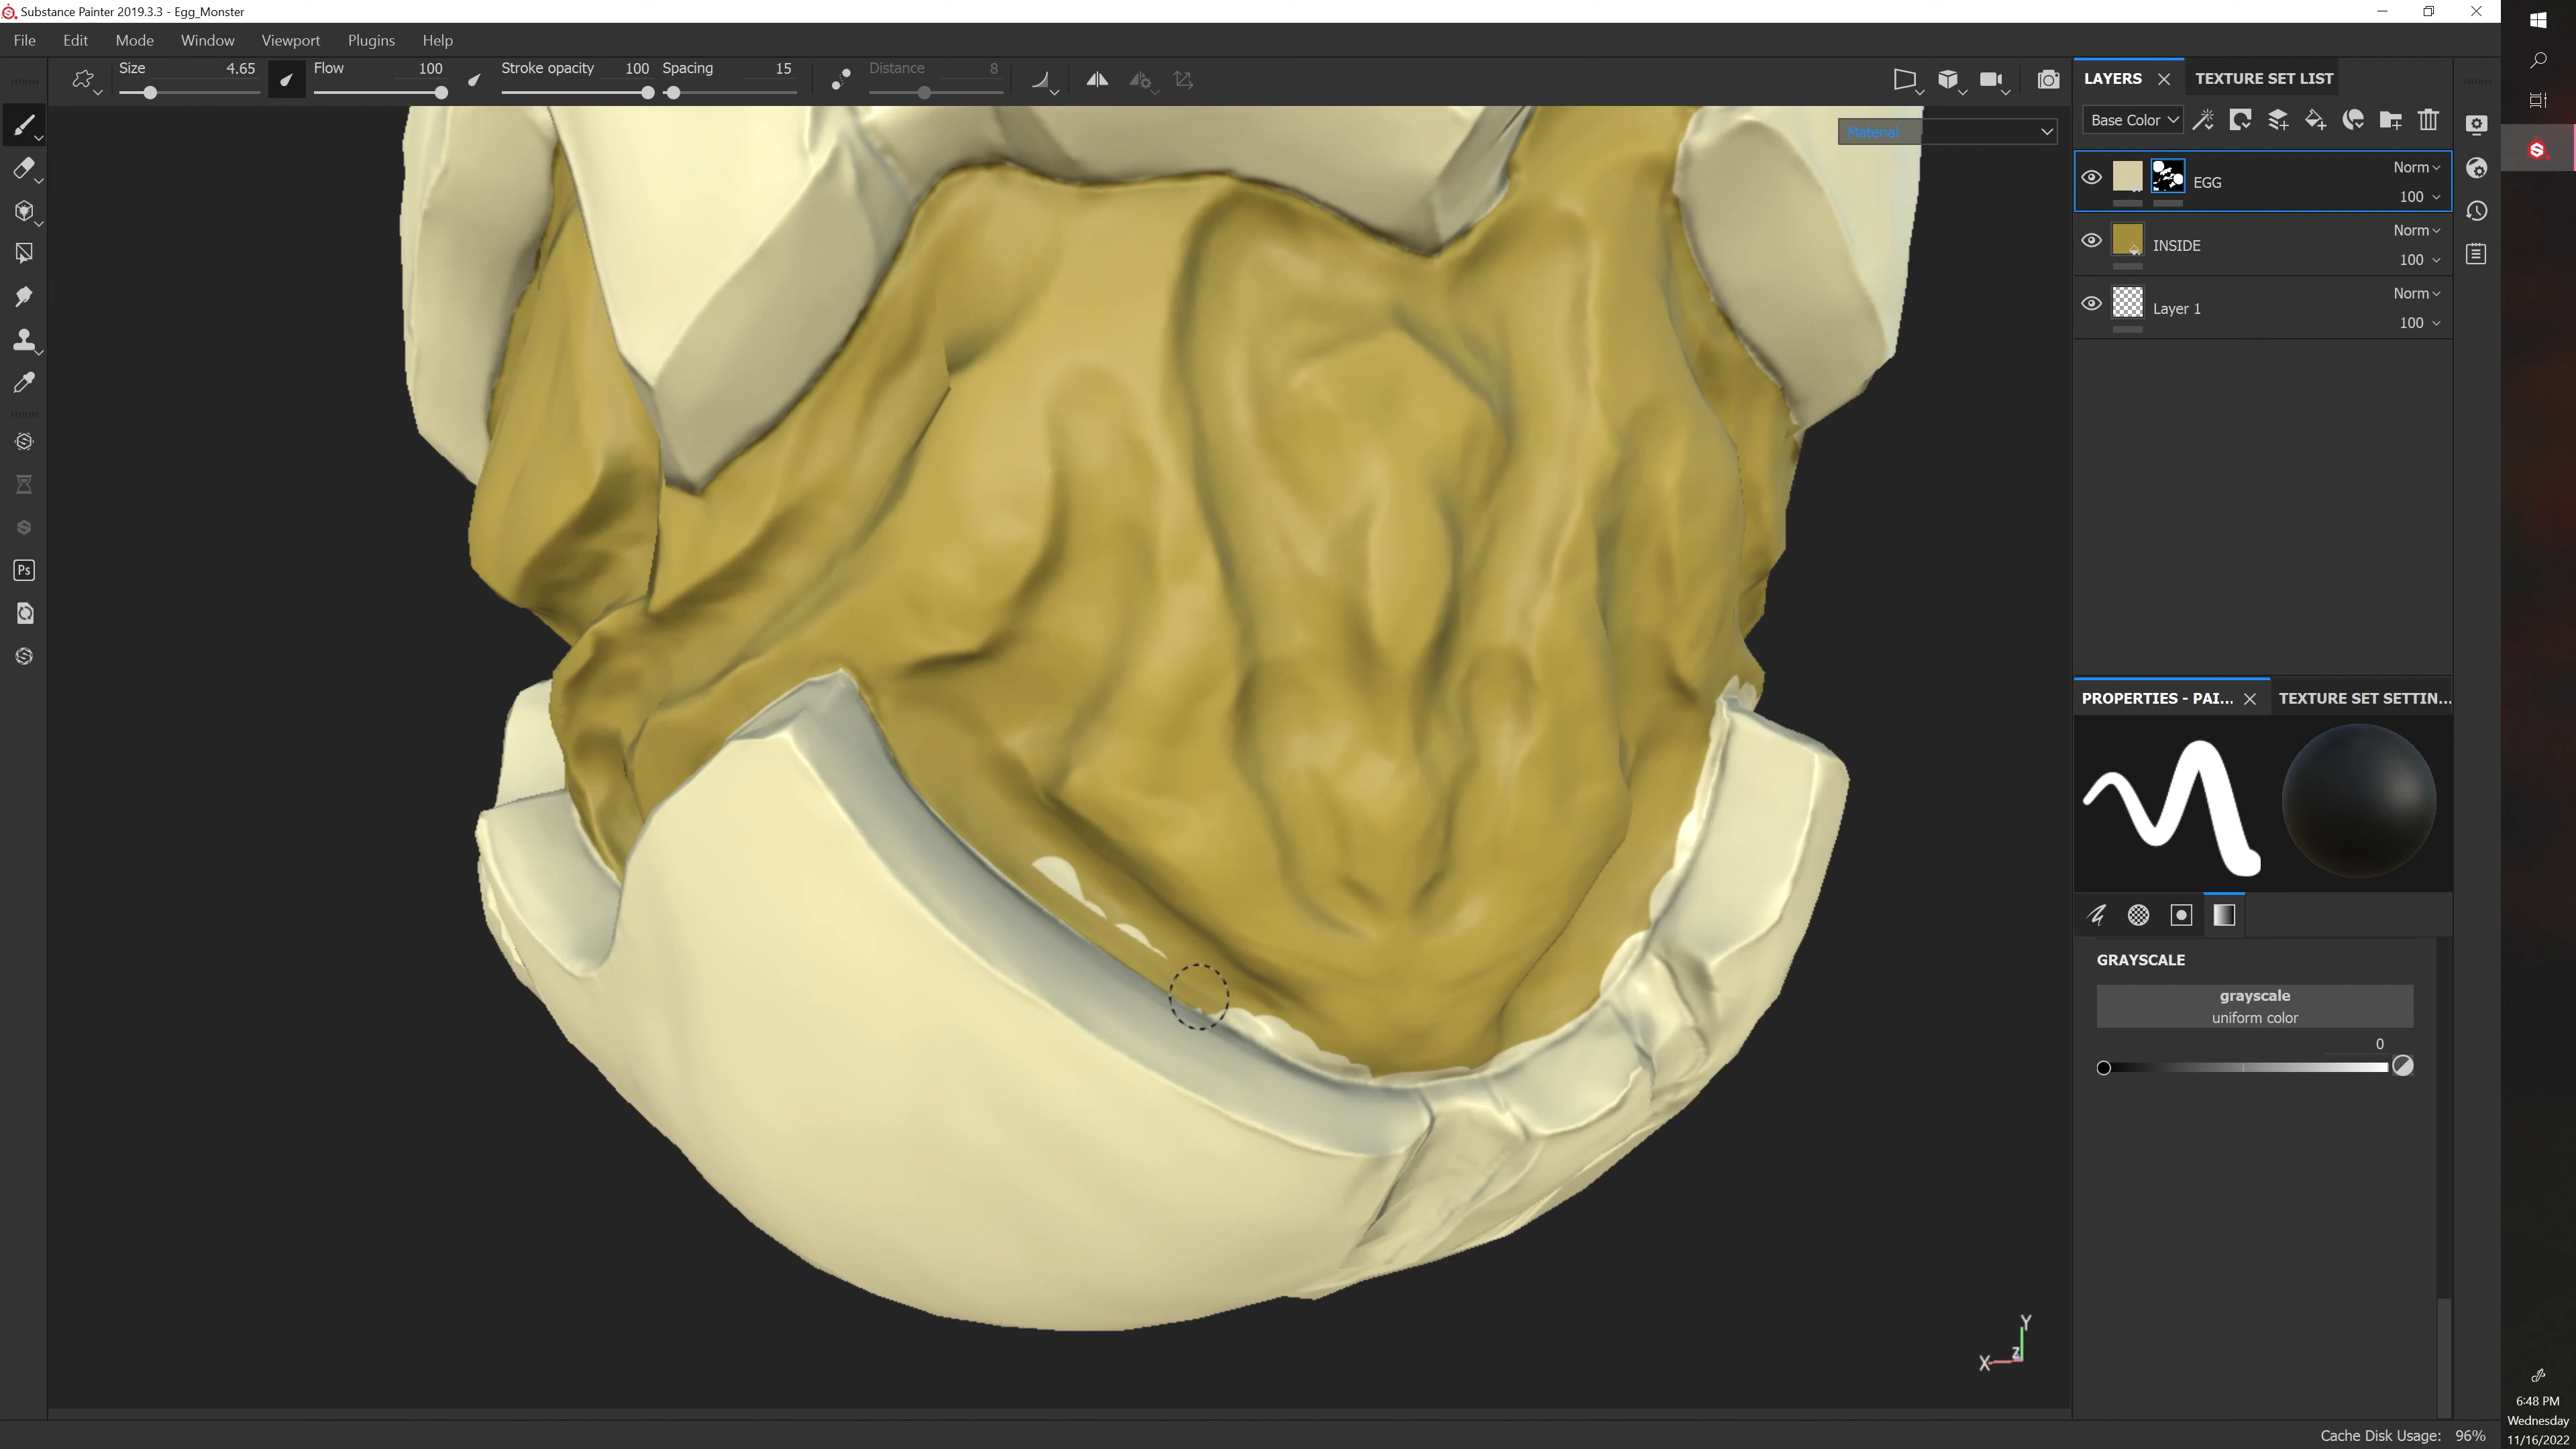 Substance Painter 2019.3.3 - Egg_Monster
File Edit Mode Window Viewport Plugins Help
Size 4.65 Flow 100 Stroke opacity 100 Spacing 15 Distance 8
Material
LAYERS TEXTURE SET LIST
Base Color
EGG Norm 100
INSIDE Norm 100
Layer 1 Norm 100
PROPERTIES - PAI... TEXTURE SET SETTIN...
GRAYSCALE
grayscale
uniform color
0
Ps
Y
X Z
Cache Disk Usage: 96%
6:48 PM
Wednesday
11/16/2022